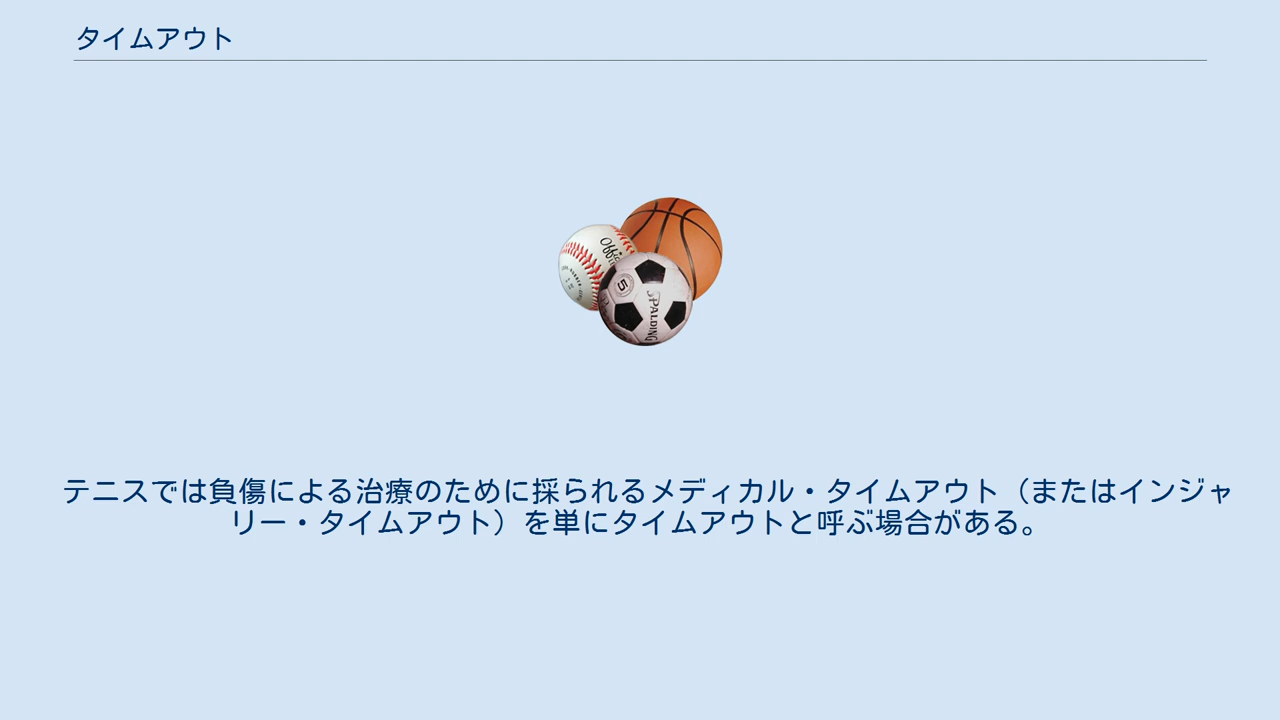 タイムアウト
5
SPALDING
テニスでは負傷による治療のために採られるメディカル・タイムアウト（またはインジャ
リー・タイムアウト）を単にタイムアウトと呼ぶ場合がある。